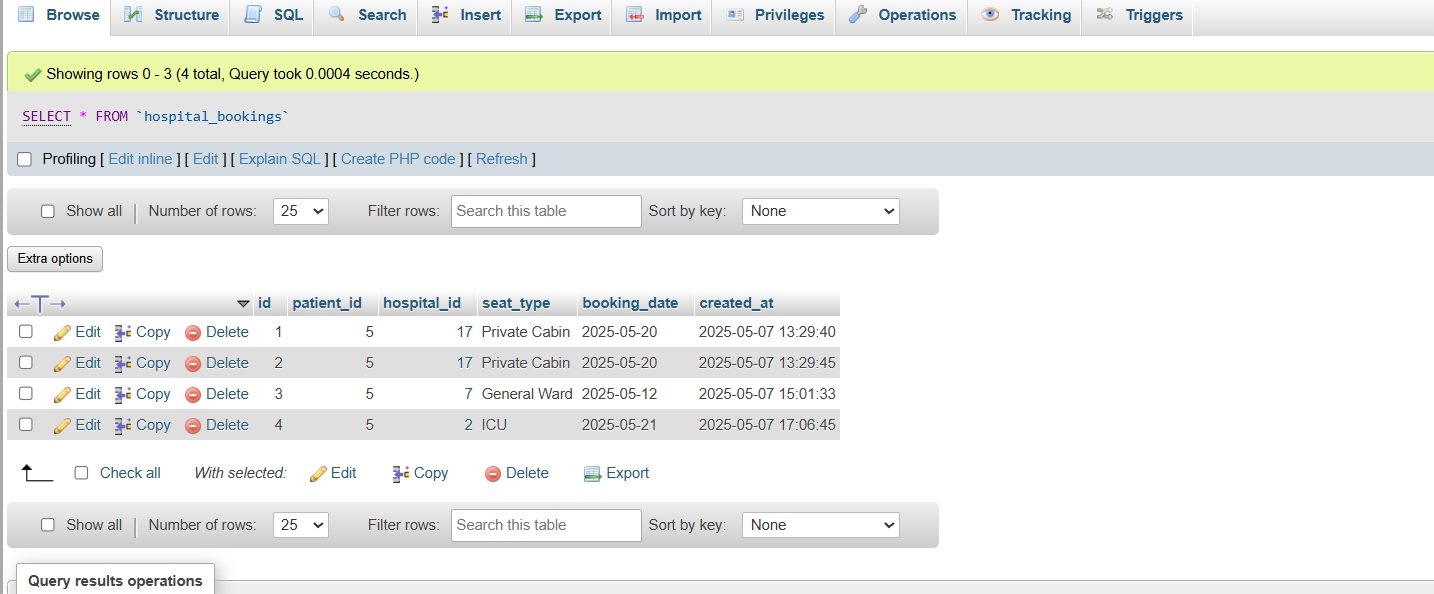 Browse Structure SQL Search Insert Export Import Privileges Operations Tracking Triggers
Showing rows 0 - 3 (4 total, Query took 0.0004 seconds.)
SELECT * FROM `hospital_bookings`
Profiling [ Edit inline ] [ Edit ] [ Explain SQL ] [ Create PHP code ] [ Refresh ]
Show all | Number of rows: 25 Filter rows: Search this table Sort by key: None
Extra options
id patient_id hospital_id seat_type booking_date created_at
Edit Copy Delete 1 5 17 Private Cabin 2025-05-20 2025-05-07 13:29:40
Edit Copy Delete 2 5 17 Private Cabin 2025-05-20 2025-05-07 13:29:45
Edit Copy Delete 3 5 7 General Ward 2025-05-12 2025-05-07 15:01:33
Edit Copy Delete 4 5 2 ICU 2025-05-21 2025-05-07 17:06:45
Check all With selected: Edit Copy Delete Export
Show all | Number of rows: 25 Filter rows: Search this table Sort by key: None
Query results operations